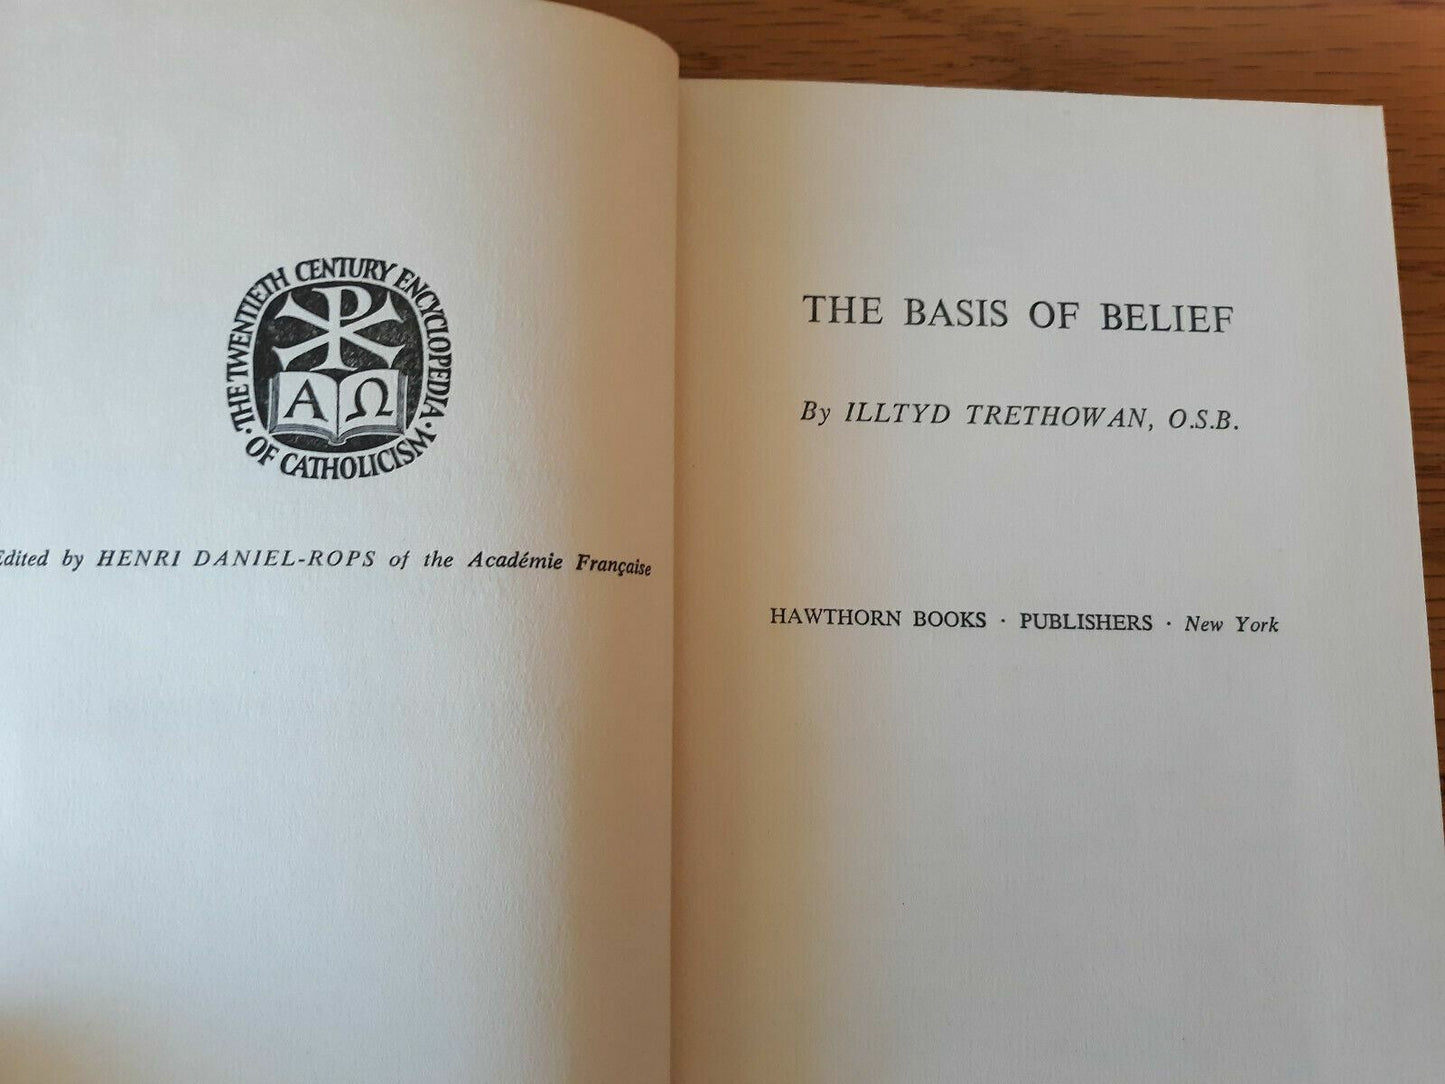 ·THE TWENTIETH CENTURY ENCYCLOPEDIA·
OF CATHOLICISM
P
A Ω
Edited by HENRI DANIEL-ROPS of the Académie Française
THE BASIS OF BELIEF
By ILLTYD TRETHOWAN, O.S.B.
HAWTHORN BOOKS · PUBLISHERS · New York